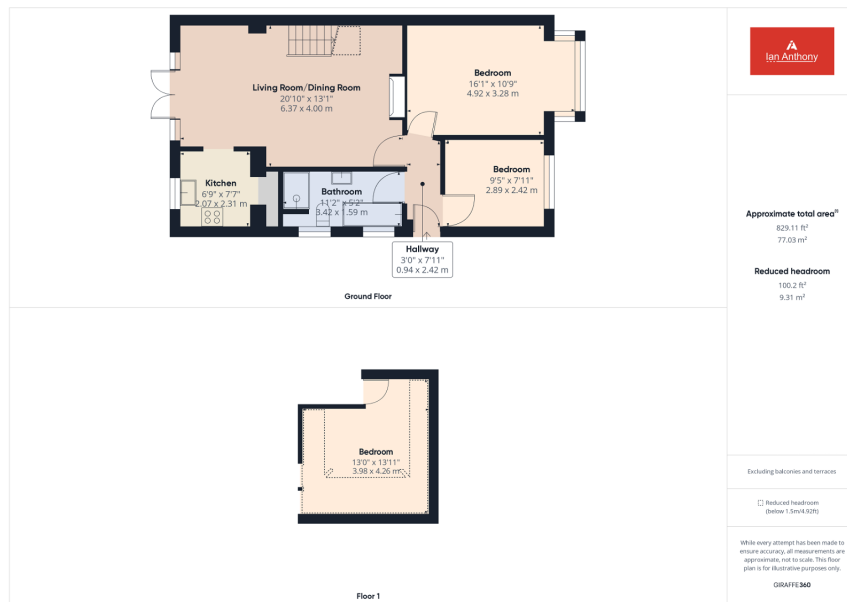 Living Room/Dining Room
20'10" x 13'1"
6.37 x 4.00 m
Bedroom
16'1" x 10'9"
4.92 x 3.28 m
Bedroom
9'5" x 7'11"
2.89 x 2.42 m
Kitchen
6'9" x 7'7"
2.07 x 2.31 m
Bathroom
11'2" x 5'2"
3.42 x 1.59 m
Hallway
3'0" x 7'11"
0.94 x 2.42 m
Ground Floor
Bedroom
13'0" x 13'11"
3.98 x 4.26 m
Floor 1
Ian Anthony
Approximate total area⁽¹⁾
829.11 ft²
77.03 m²
Reduced headroom
100.2 ft²
9.31 m²
Excluding balconies and terraces
Reduced headroom
(below 1.5m/4.92ft)
While every attempt has been made to
ensure accuracy, all measurements are
approximate, not to scale. This floor
plan is for illustrative purposes only.
GIRAFFE360